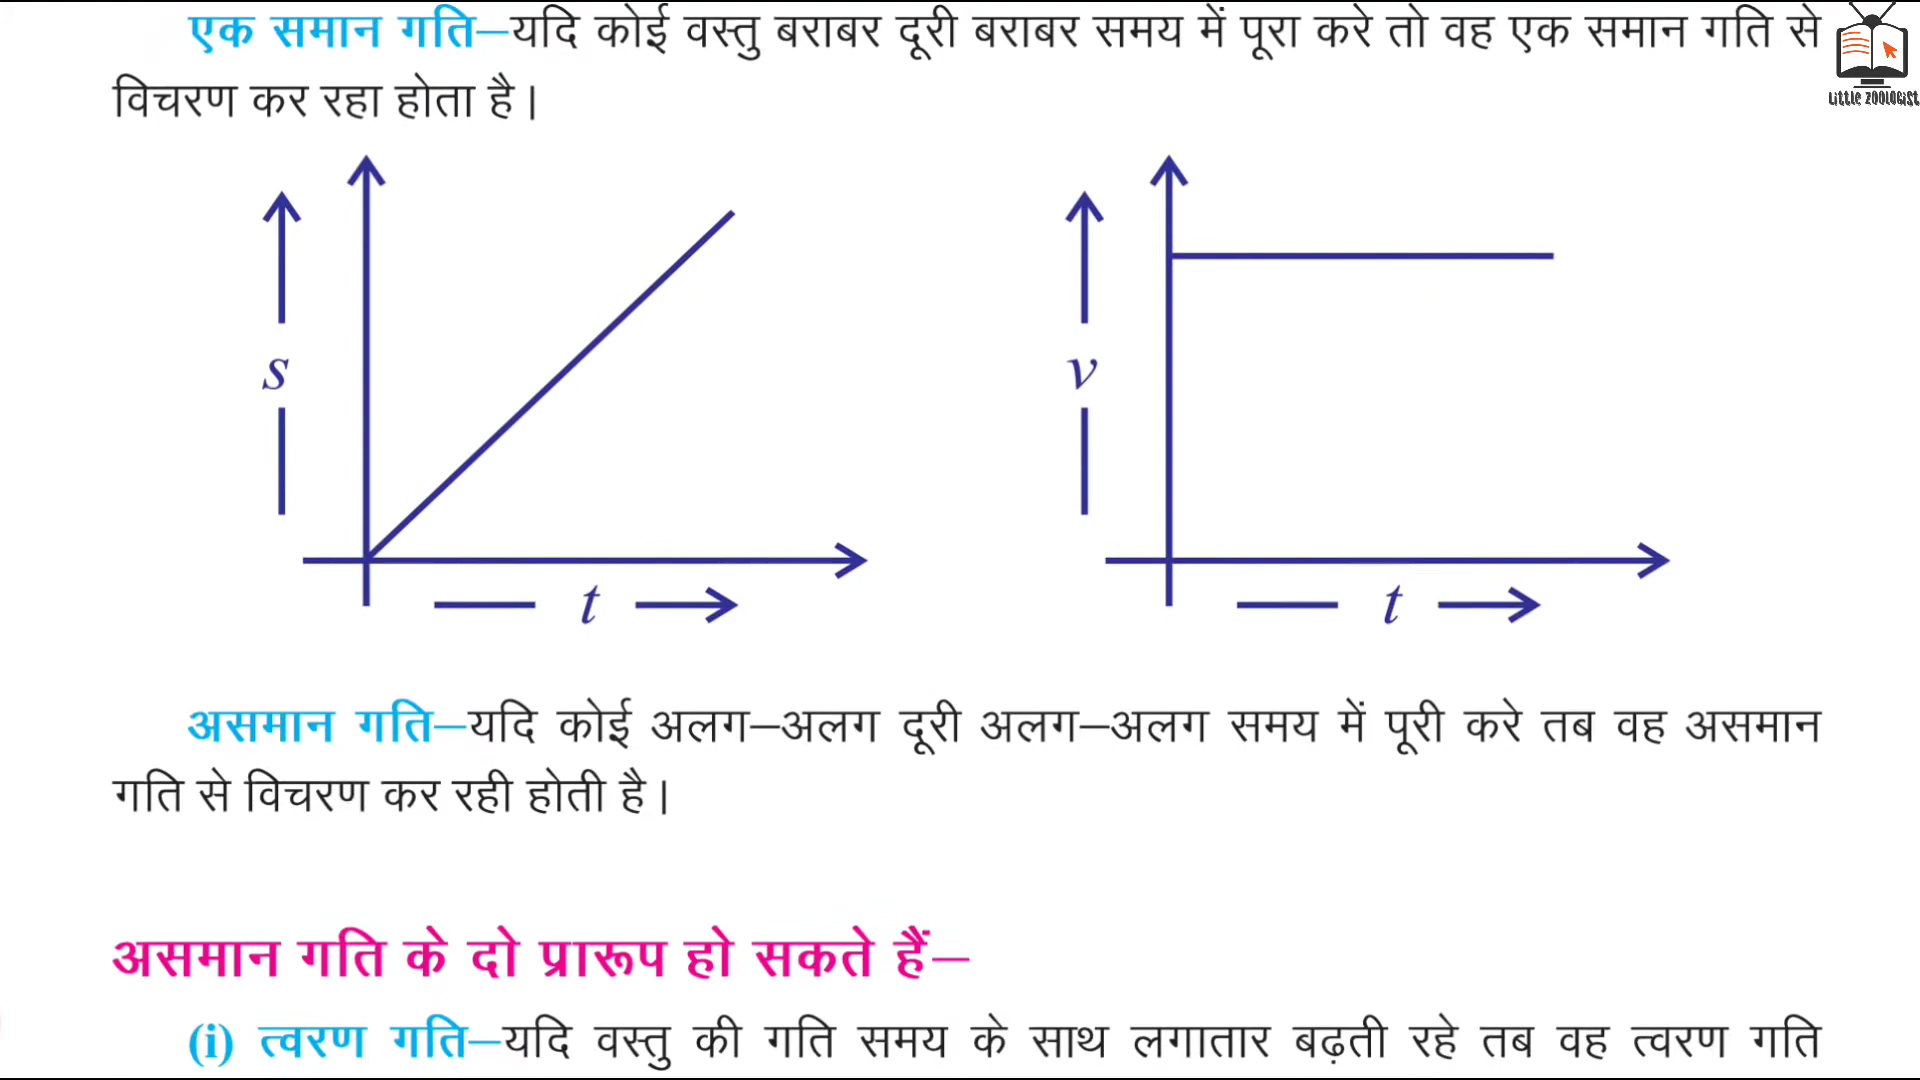 एक समान गति—यदि कोई वस्तु बराबर दूरी बराबर समय में पूरा करे तो वह एक समान गति से
विचरण कर रहा होता है।
LittLE ZOOLOGiSt
s
t
v
t
असमान गति—यदि कोई अलग–अलग दूरी अलग–अलग समय में पूरी करे तब वह असमान
गति से विचरण कर रही होती है।
असमान गति के दो प्रारूप हो सकते हैं—
(i) त्वरण गति—यदि वस्तु की गति समय के साथ लगातार बढ़ती रहे तब वह त्वरण गति